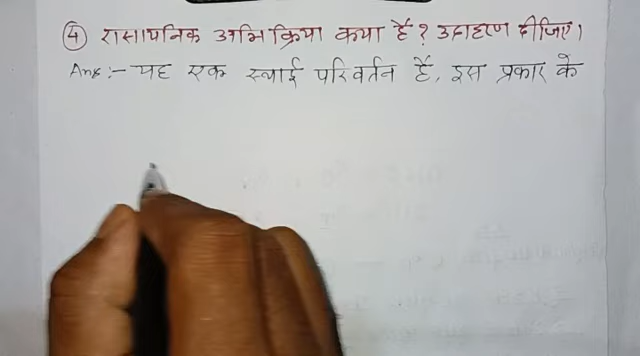 ④ रासायनिक अभिक्रिया क्या है? उदाहरण दीजिए।
Ans:- यह एक स्थाई परिवर्तन है, इस प्रकार के